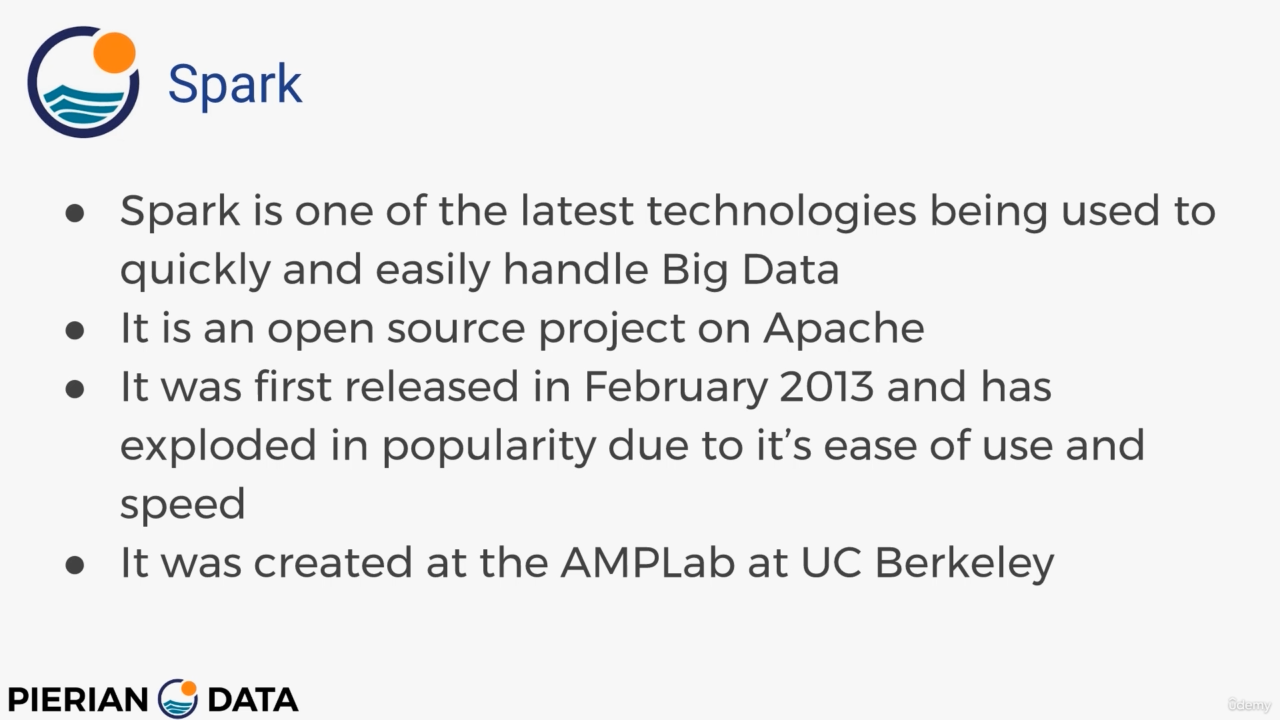 Spark
● Spark is one of the latest technologies being used to
quickly and easily handle Big Data
● It is an open source project on Apache
● It was first released in February 2013 and has
exploded in popularity due to it’s ease of use and
speed
● It was created at the AMPLab at UC Berkeley
PIERIAN DATA
ûdemy